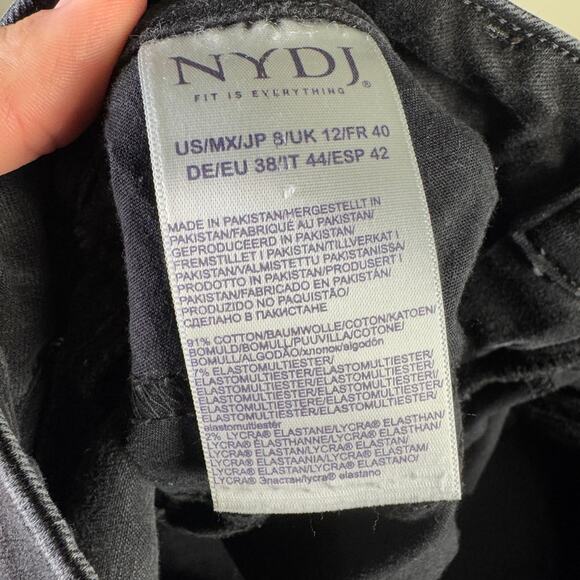 NYDJ®
FIT IS EVERYTHING
US/MX/JP 8/UK 12/FR 40
DE/EU 38/IT 44/ESP 42
MADE IN PAKISTAN/HERGESTELLT IN
PAKISTAN/FABRIQUÉ AU PAKISTAN/
GEPRODUCEERD IN PAKISTAN/
FREMSTILLET I PAKISTAN/TILLVERKAT I
PAKISTAN/VALMISTETTU PAKISTANISSA/
PRODOTTO IN PAKISTAN/PRODUSERT I
PAKISTAN/FABRICADO EN PAKISTÁN/
PRODUZIDO NO PAQUISTÃO/
СДЕЛАНО В ПАКИСТАНЕ
91% COTTON/BAUMWOLLE/COTON/KATOEN/
BOMULD/BOMULL/PUUVILLA/COTONE/
BOMULL/ALGODÃO/хлопок/algodón
7% ELASTOMULTIESTER/
ELASTOMULTIESTER/ELASTOMULTIESTER/
ELASTOMULTIESTER/ELASTOMULTIESTER/
ELASTOMULTIESTER/ELASTOMULTIESTER/
ELASTOMULTIESTER/ELASTOMULTIESTER/
elastomultiestér
2% LYCRA® ELASTANE/LYCRA® ELASTHAN/
LYCRA® ÉLASTHANNE/LYCRA® ELASTHAN/
LYCRA® ELASTAN/LYCRA® ELASTAN/
LYCRA® ELASTAANIA/LYCRA® ELASTAM/
LYCRA® ELASTAN/LYCRA® ELASTANO/
LYCRA® Эластан/lycra® elastano